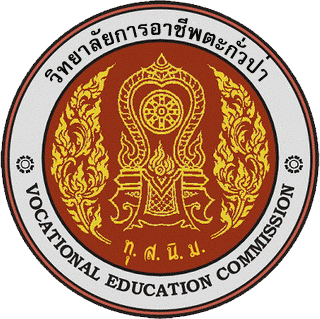 วิทยาลัยการอาชีพตะกั่วป่า
ทุ. ส. นิ. ม.
VOCATIONAL EDUCATION COMMISSION